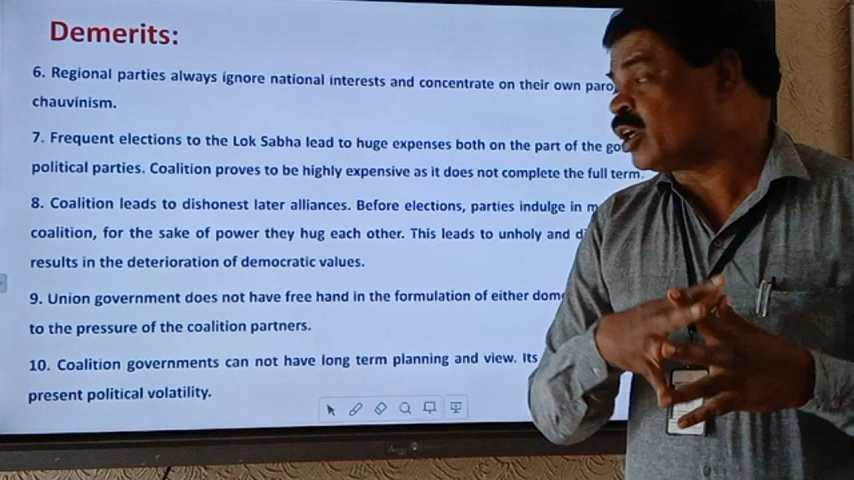 Demerits:
6. Regional parties always ignore national interests and concentrate on their own
chauvinism.
7. Frequent elections to the Lok Sabha lead to huge expenses both on the part of the
political parties. Coalition proves to be highly expensive as it does not complete the full term.
8. Coalition leads to dishonest later alliances. Before elections, parties indulge in
coalition, for the sake of power they hug each other. This leads to unholy and
results in the deterioration of democratic values.
9. Union government does not have free hand in the formulation of either
to the pressure of the coalition partners.
10. Coalition governments can not have long term planning and view. Its
present political volatility.